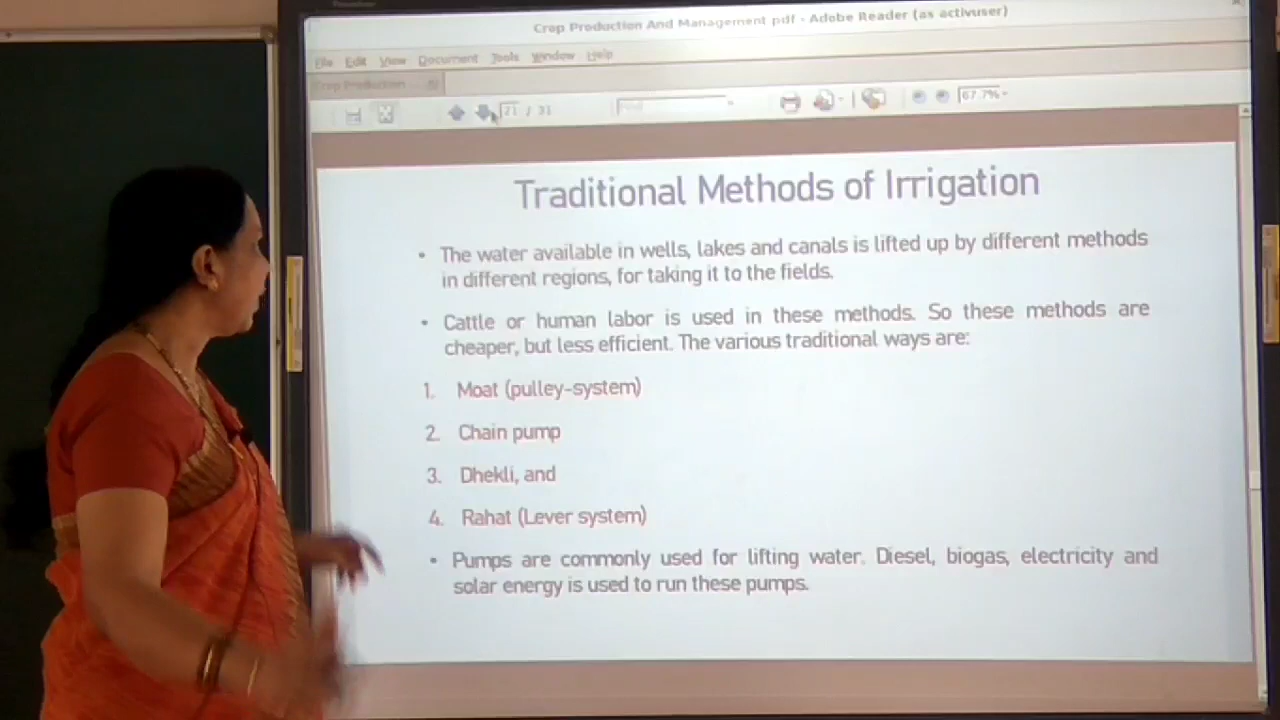 Crop Production And Management pdf - Adobe Reader (as activuser)
File Edit View Document Tools Window Help
Crop Production
21 / 31
67.7%
Traditional Methods of Irrigation
• The water available in wells, lakes and canals is lifted up by different methods
in different regions, for taking it to the fields.
• Cattle or human labor is used in these methods. So these methods are
cheaper, but less efficient. The various traditional ways are:
1. Moat (pulley-system)
2. Chain pump
3. Dhekli, and
4. Rahat (Lever system)
• Pumps are commonly used for lifting water. Diesel, biogas, electricity and
solar energy is used to run these pumps.